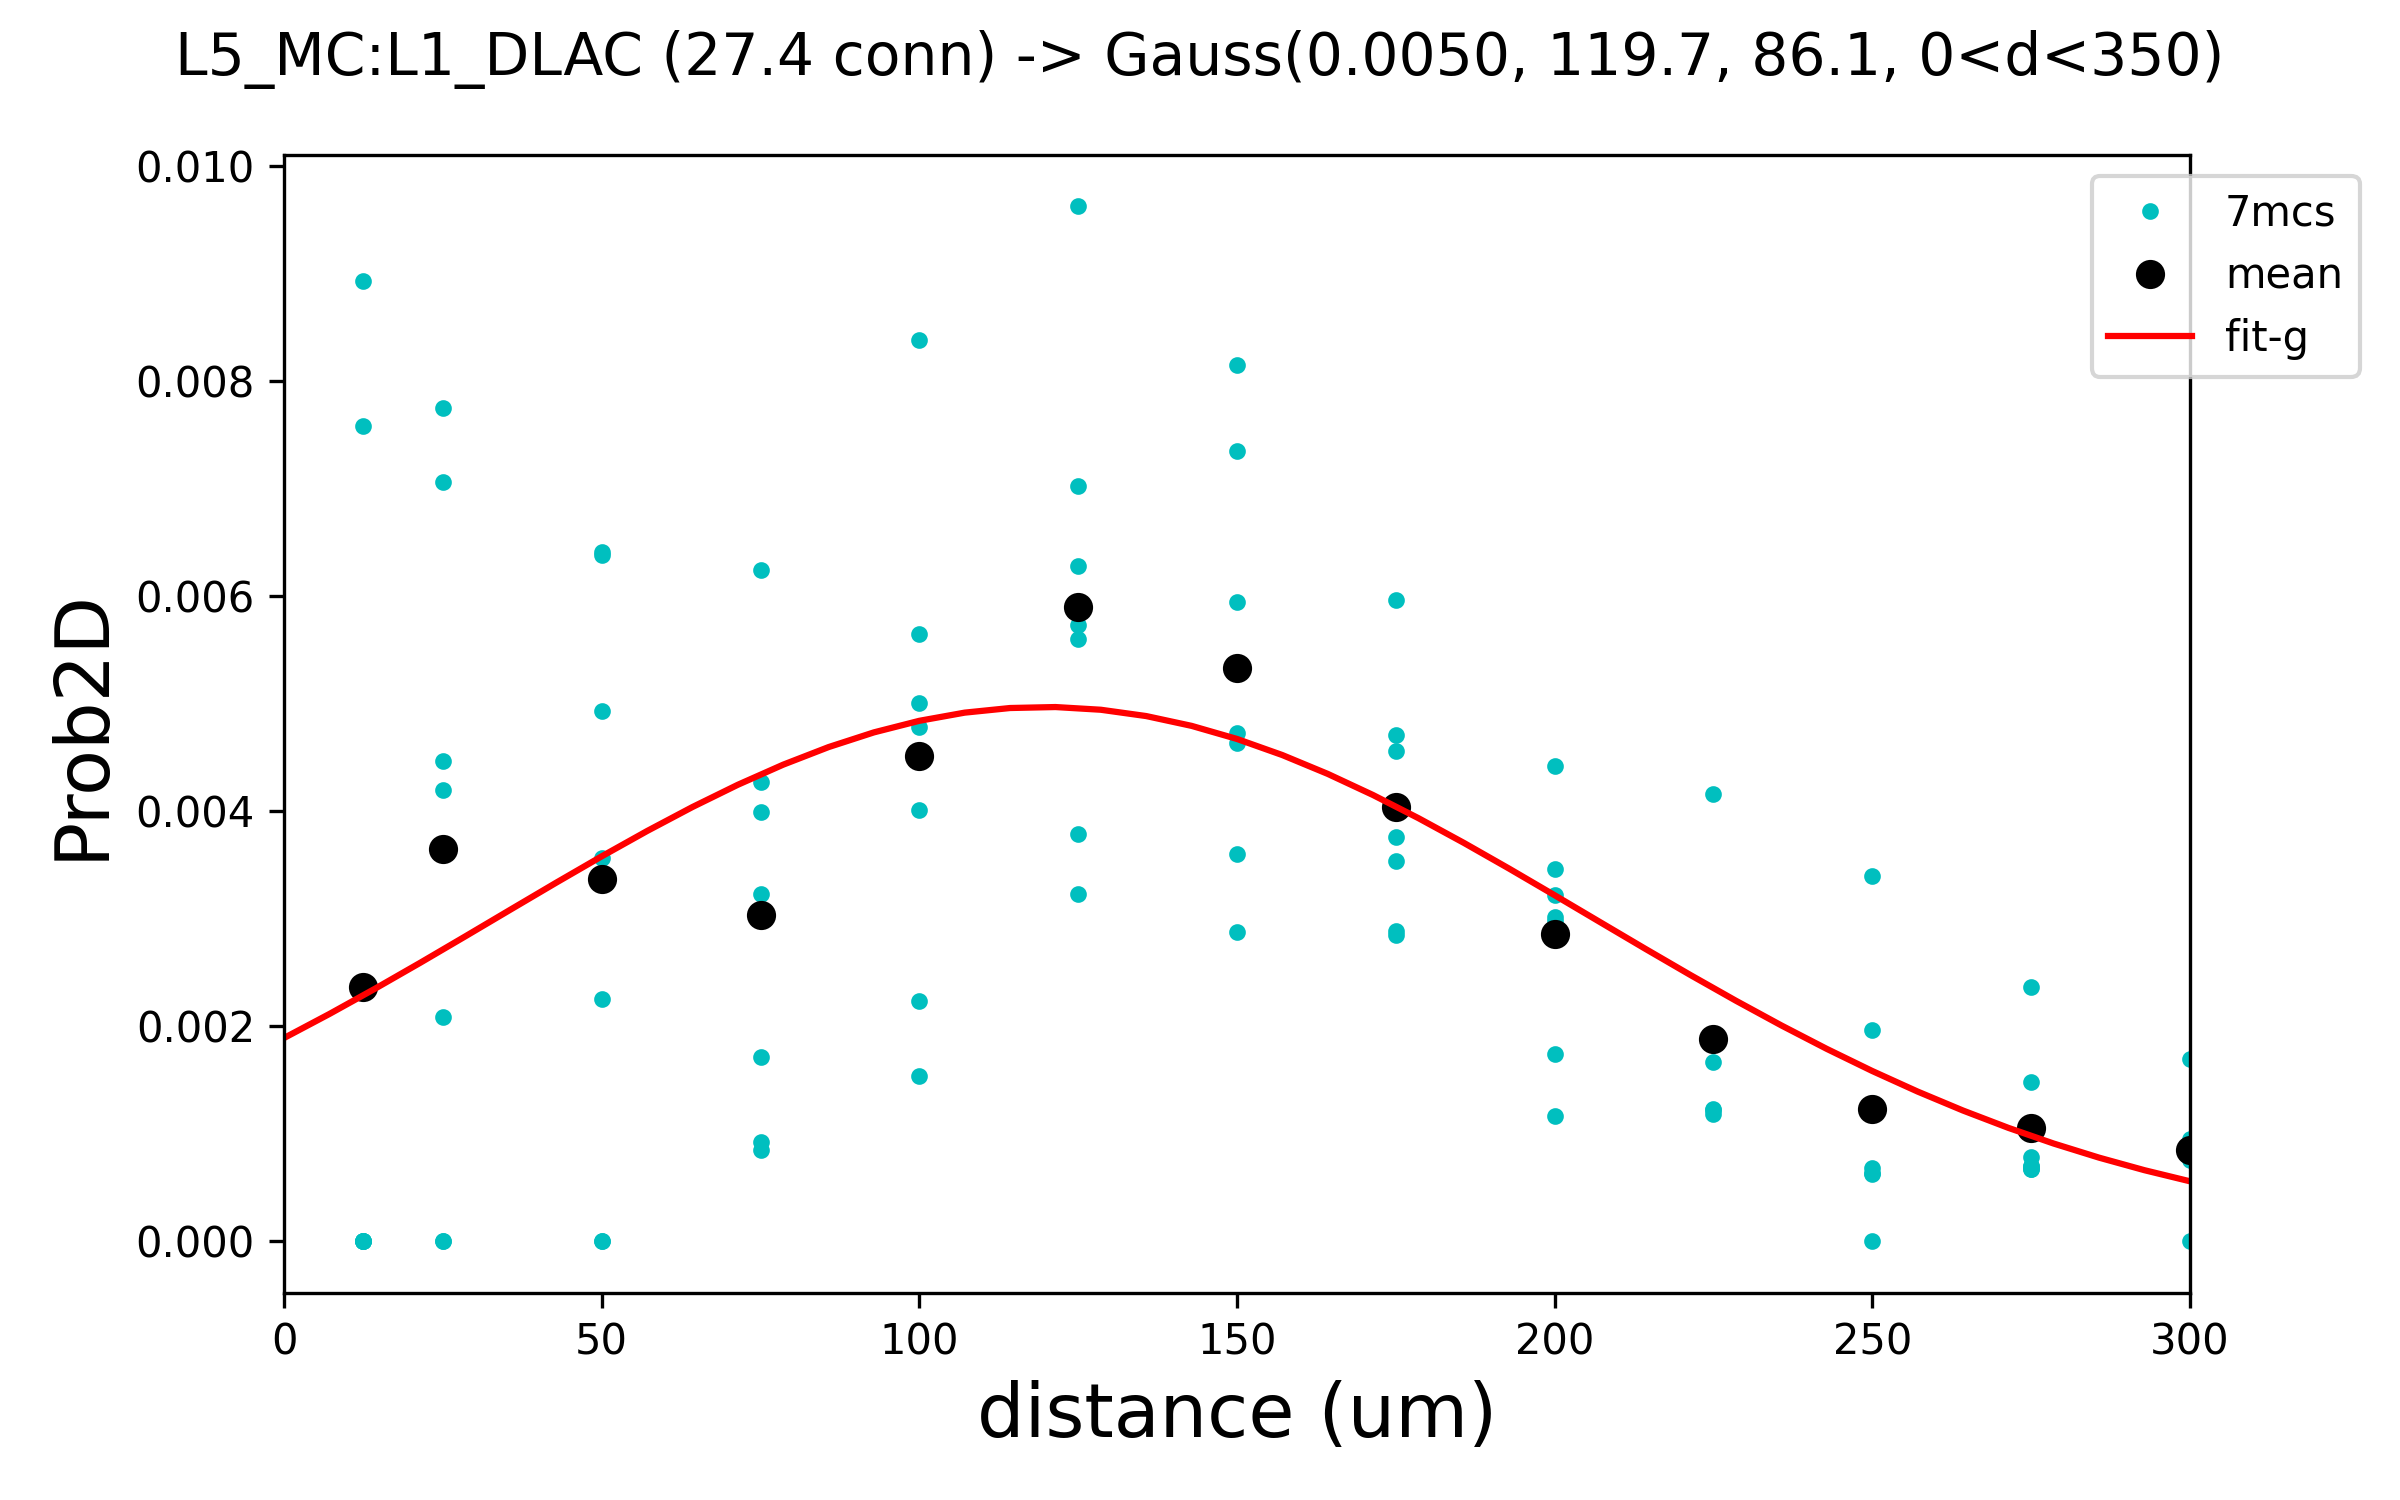 L5_MC:L1_DLAC (27.4 conn) -> Gauss(0.0050, 119.7, 86.1, 0<d<350)
0.010
0.008
0.006
0.004
0.002
0.000
Prob2D
7mcs
mean
fit-g
0 50 100 150 200 250 300
distance (um)